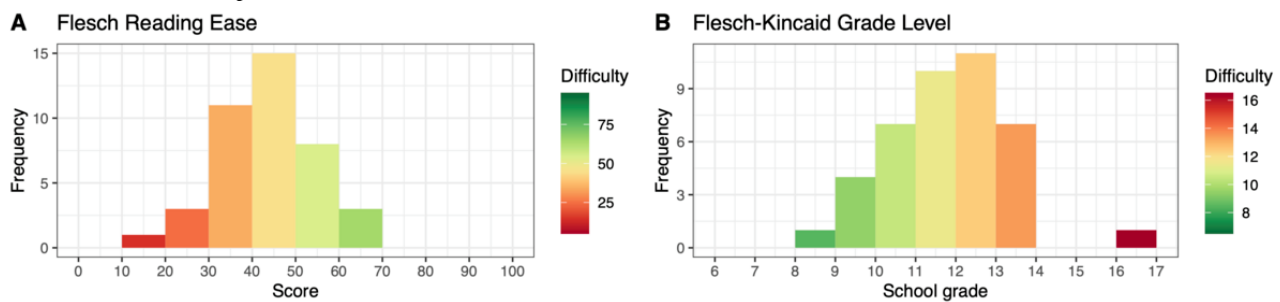 A Flesch Reading Ease
15
10
5
0
Frequency
0 10 20 30 40 50 60 70 80 90 100
Score
Difficulty
75
50
25
B Flesch-Kincaid Grade Level
9
6
3
0
Frequency
6 7 8 9 10 11 12 13 14 15 16 17
School grade
Difficulty
16
14
12
10
8